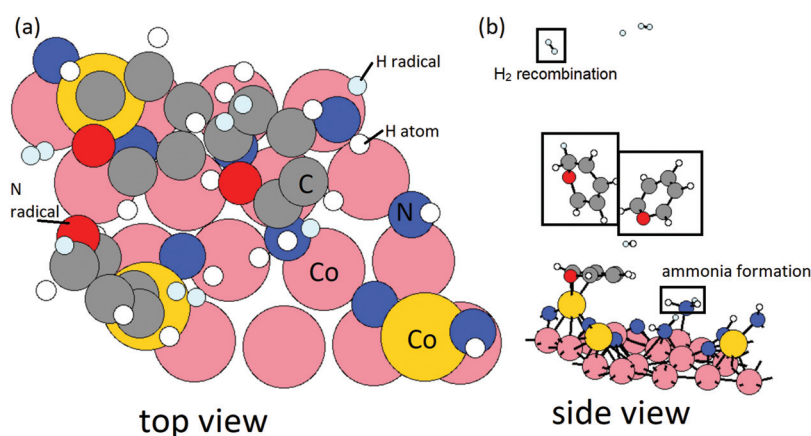 (a)
H radical
H atom
C
N
radical
N
Co
Co
top view
(b)
H₂ recombination
ammonia formation
side view